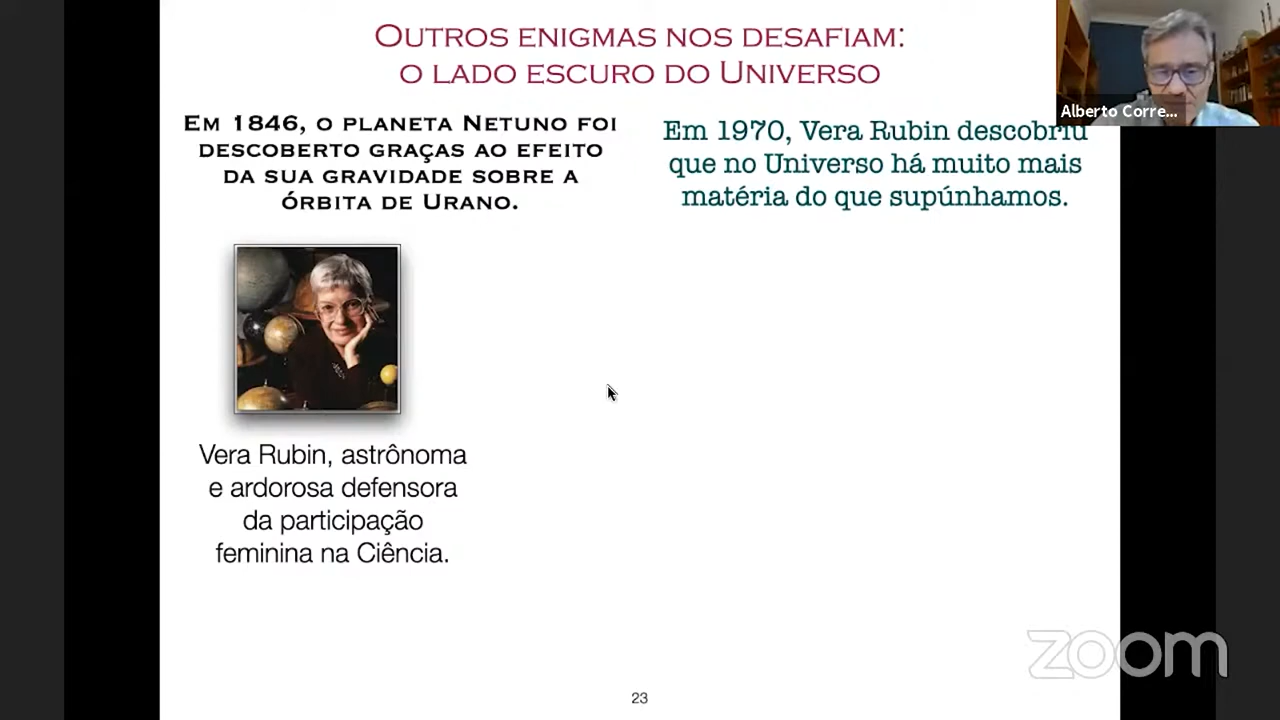 Outros enigmas nos desafiam:
o lado escuro do Universo
Em 1846, o planeta Netuno foi
descoberto graças ao efeito
da sua gravidade sobre a
órbita de Urano.
Em 1970, Vera Rubin descobriu
que no Universo há muito mais
matéria do que supúnhamos.
Alberto Corre...
Vera Rubin, astrônoma
e ardorosa defensora
da participação
feminina na Ciência.
zoom
23